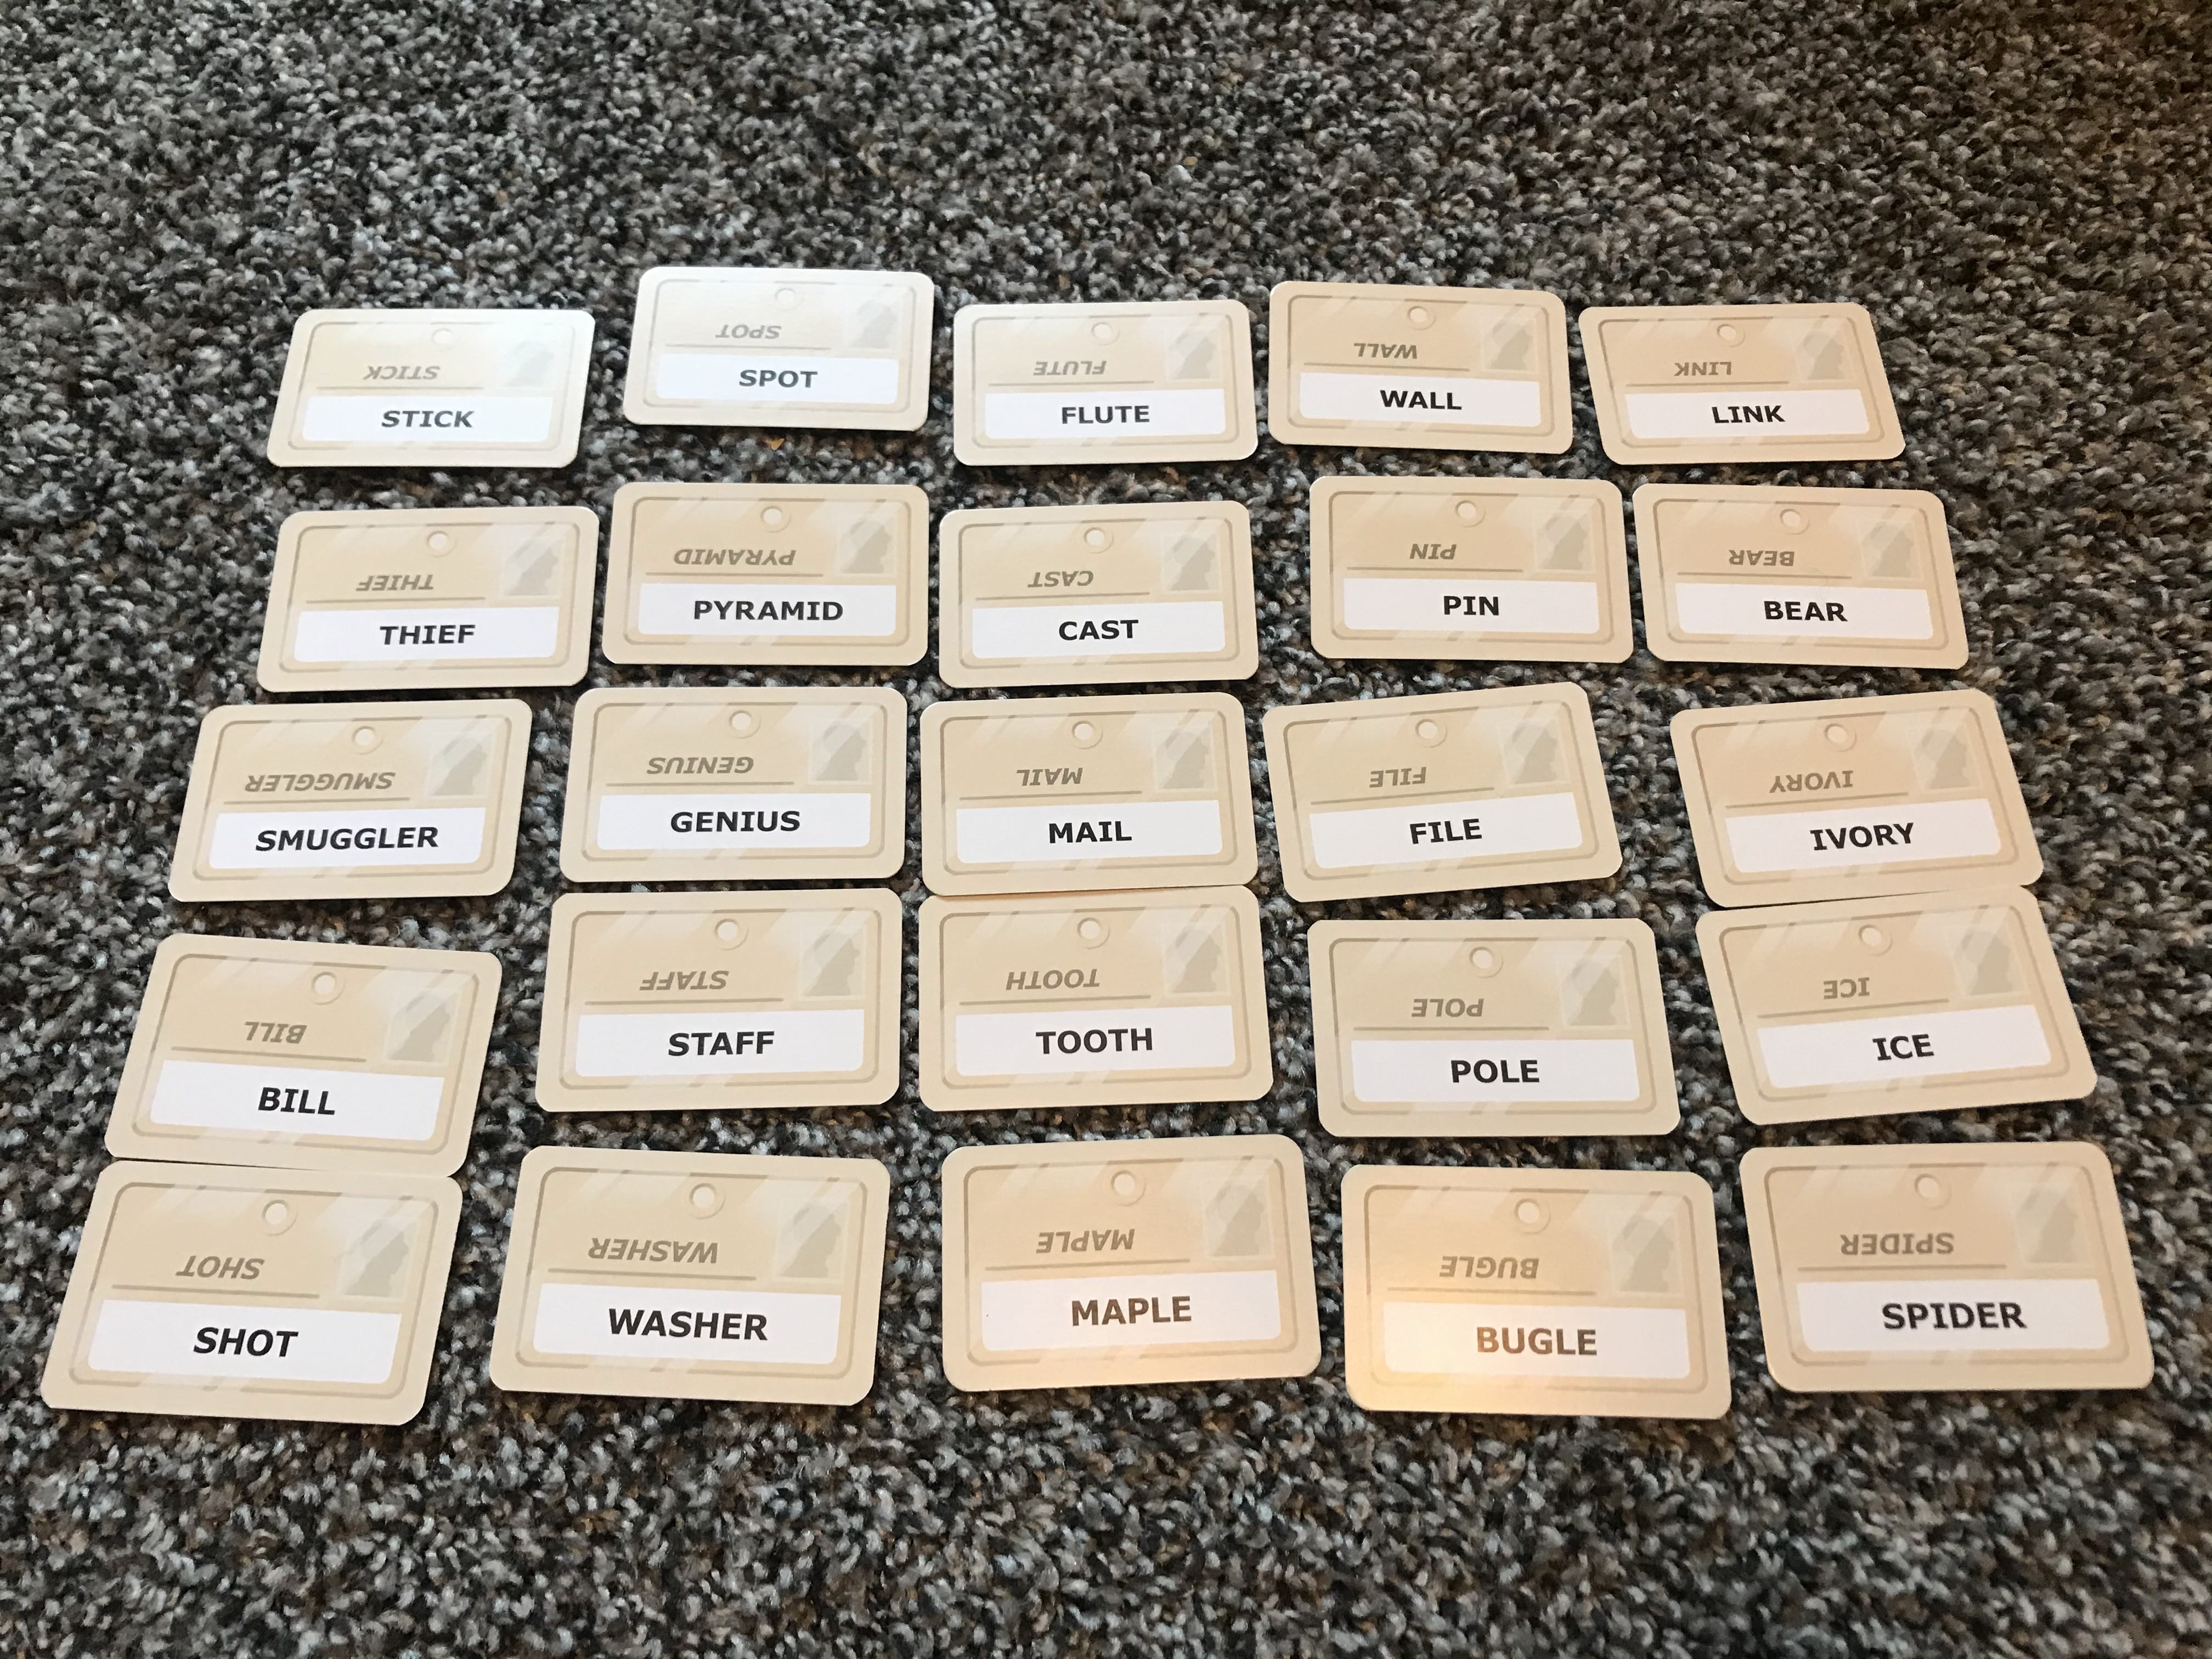 STICK
STICK
SPOT
SPOT
FLUTE
FLUTE
WALL
WALL
LINK
LINK
THIEF
THIEF
PYRAMID
PYRAMID
CAST
CAST
PIN
PIN
BEAR
BEAR
SMUGGLER
SMUGGLER
GENIUS
GENIUS
MAIL
MAIL
FILE
FILE
IVORY
IVORY
BILL
BILL
STAFF
STAFF
TOOTH
TOOTH
POLE
POLE
ICE
ICE
SHOT
SHOT
WASHER
WASHER
MAPLE
MAPLE
BUGLE
BUGLE
SPIDER
SPIDER